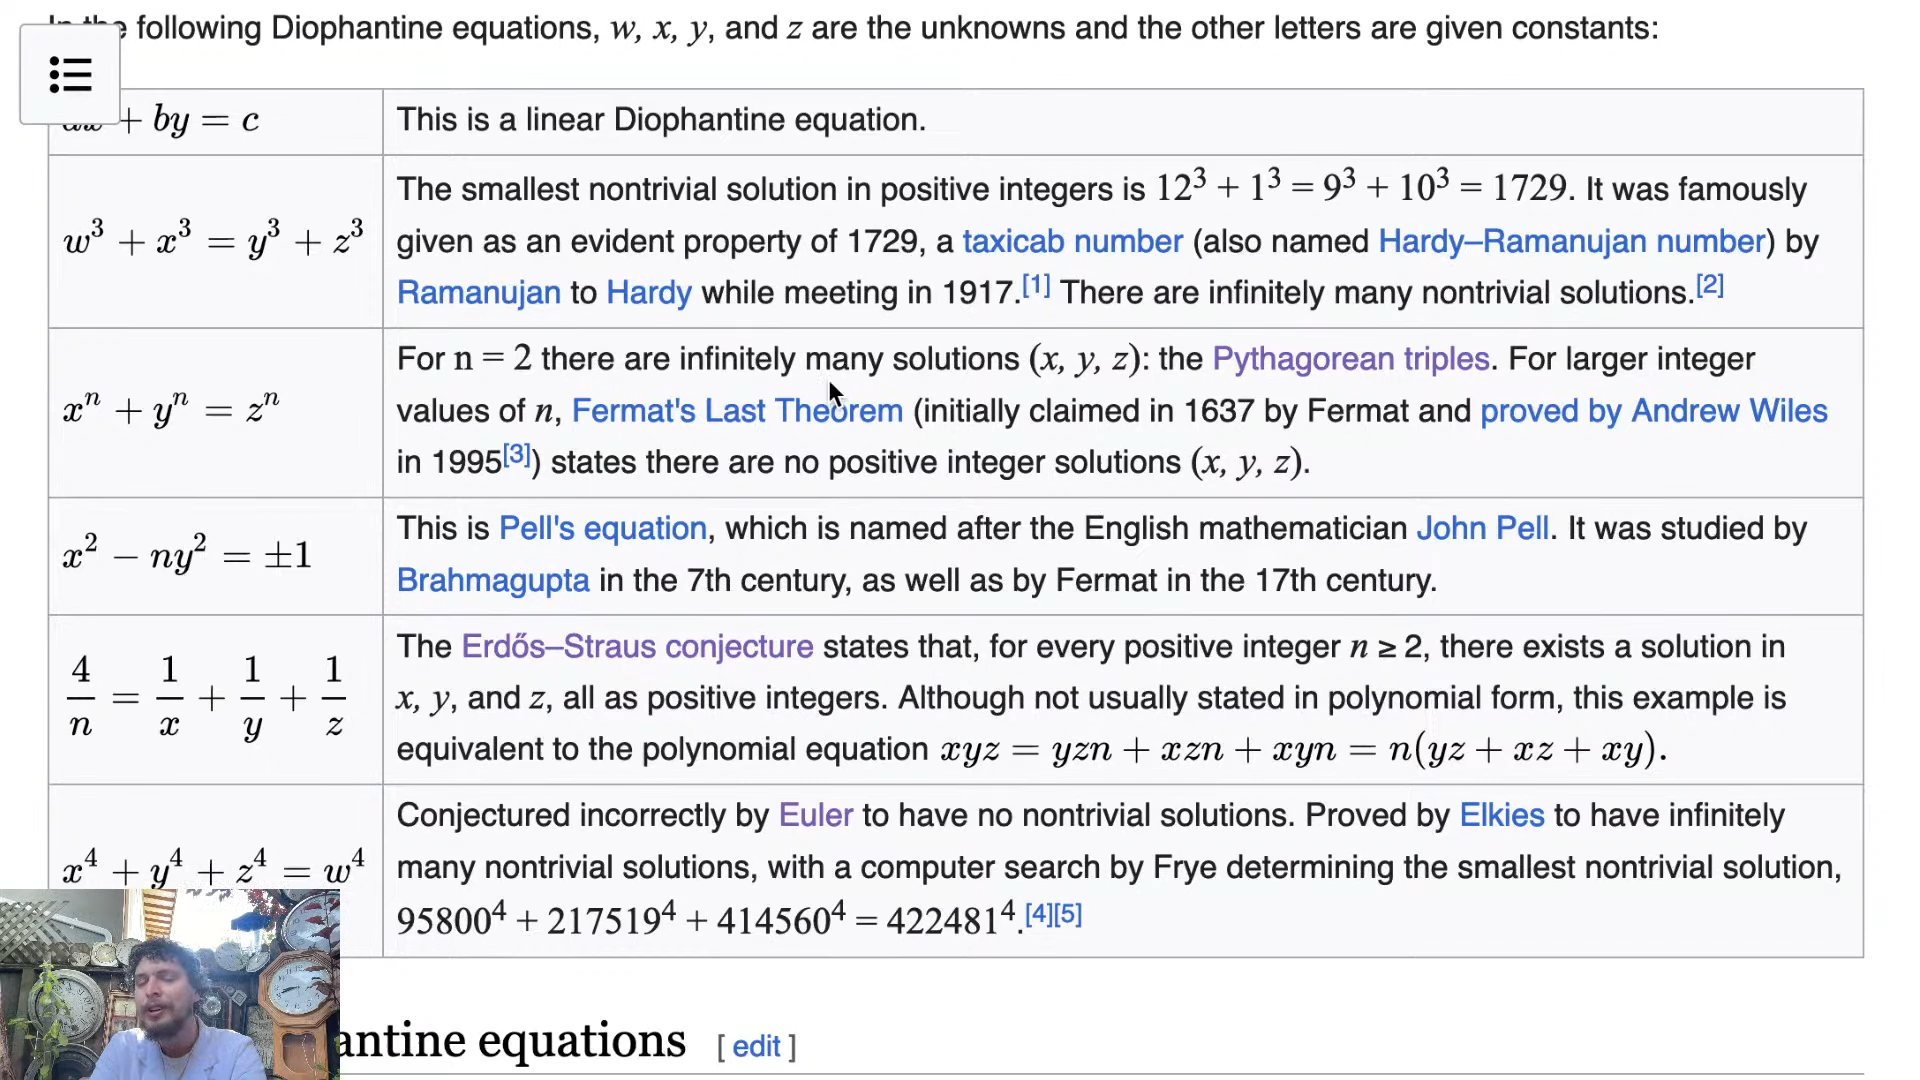 following Diophantine equations, w, x, y, and z are the unknowns and the other letters are given constants:
+ by = c
This is a linear Diophantine equation.
w³ + x³ = y³ + z³
The smallest nontrivial solution in positive integers is 12³ + 1³ = 9³ + 10³ = 1729. It was famously
given as an evident property of 1729, a taxicab number (also named Hardy–Ramanujan number) by
Ramanujan to Hardy while meeting in 1917.[1] There are infinitely many nontrivial solutions.[2]
xⁿ + yⁿ = zⁿ
For n = 2 there are infinitely many solutions (x, y, z): the Pythagorean triples. For larger integer
values of n, Fermat's Last Theorem (initially claimed in 1637 by Fermat and proved by Andrew Wiles
in 1995[3]) states there are no positive integer solutions (x, y, z).
x² − ny² = ±1
This is Pell's equation, which is named after the English mathematician John Pell. It was studied by
Brahmagupta in the 7th century, as well as by Fermat in the 17th century.
4/n = 1/x + 1/y + 1/z
The Erdős–Straus conjecture states that, for every positive integer n ≥ 2, there exists a solution in
x, y, and z, all as positive integers. Although not usually stated in polynomial form, this example is
equivalent to the polynomial equation xyz = yzn + xzn + xyn = n(yz + xz + xy).
x⁴ + y⁴ + z⁴ = w⁴
Conjectured incorrectly by Euler to have no nontrivial solutions. Proved by Elkies to have infinitely
many nontrivial solutions, with a computer search by Frye determining the smallest nontrivial solution,
95800⁴ + 217519⁴ + 414560⁴ = 422481⁴.[4][5]
antine equations [ edit ]